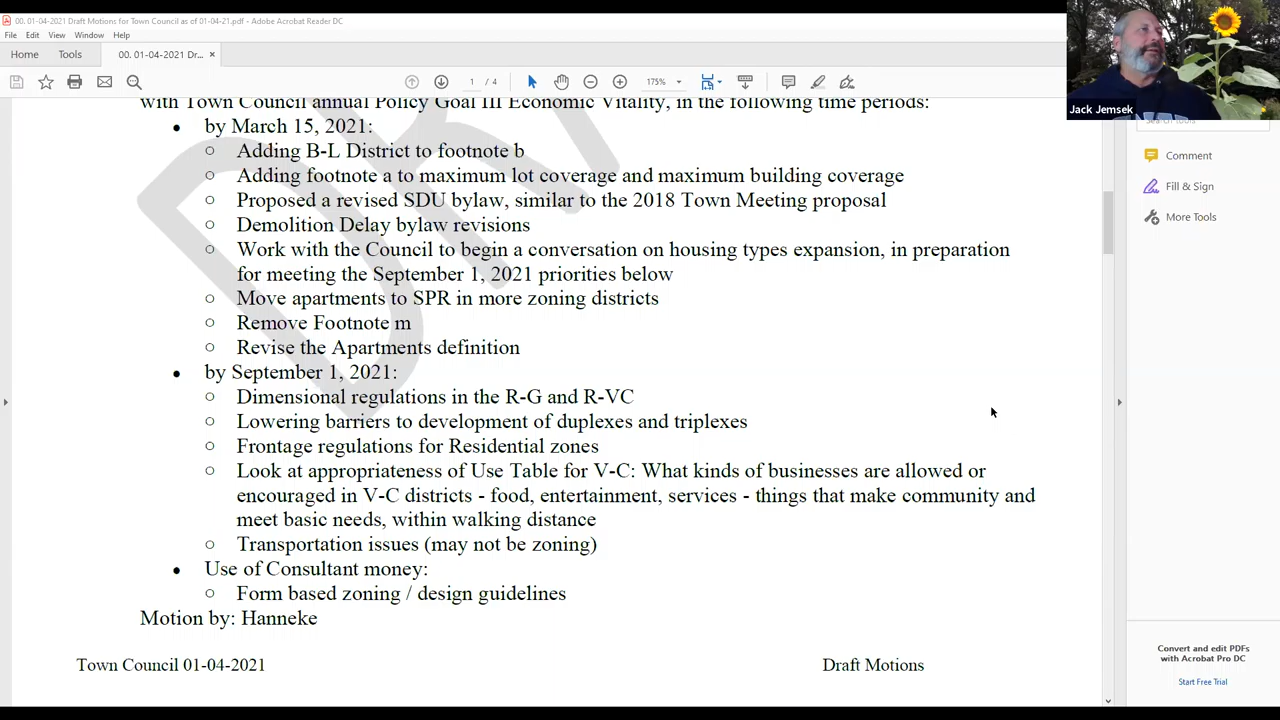 00. 01-04-2021 Draft Motions for Town Council as of 01-04-21.pdf - Adobe Acrobat Reader DC
File Edit View Window Help
Home Tools 00. 01-04-2021 Dr... ×
1 / 4 175%
Jack Jemsek
with Town Council annual Policy Goal III Economic Vitality, in the following time periods:
• by March 15, 2021:
○ Adding B-L District to footnote b
○ Adding footnote a to maximum lot coverage and maximum building coverage
○ Proposed a revised SDU bylaw, similar to the 2018 Town Meeting proposal
○ Demolition Delay bylaw revisions
○ Work with the Council to begin a conversation on housing types expansion, in preparation
for meeting the September 1, 2021 priorities below
○ Move apartments to SPR in more zoning districts
○ Remove Footnote m
○ Revise the Apartments definition
• by September 1, 2021:
○ Dimensional regulations in the R-G and R-VC
○ Lowering barriers to development of duplexes and triplexes
○ Frontage regulations for Residential zones
○ Look at appropriateness of Use Table for V-C: What kinds of businesses are allowed or
encouraged in V-C districts - food, entertainment, services - things that make community and
meet basic needs, within walking distance
○ Transportation issues (may not be zoning)
• Use of Consultant money:
○ Form based zoning / design guidelines
Motion by: Hanneke
Town Council 01-04-2021 Draft Motions
Search Tools
Comment
Fill & Sign
More Tools
Convert and edit PDFs
with Acrobat Pro DC
Start Free Trial